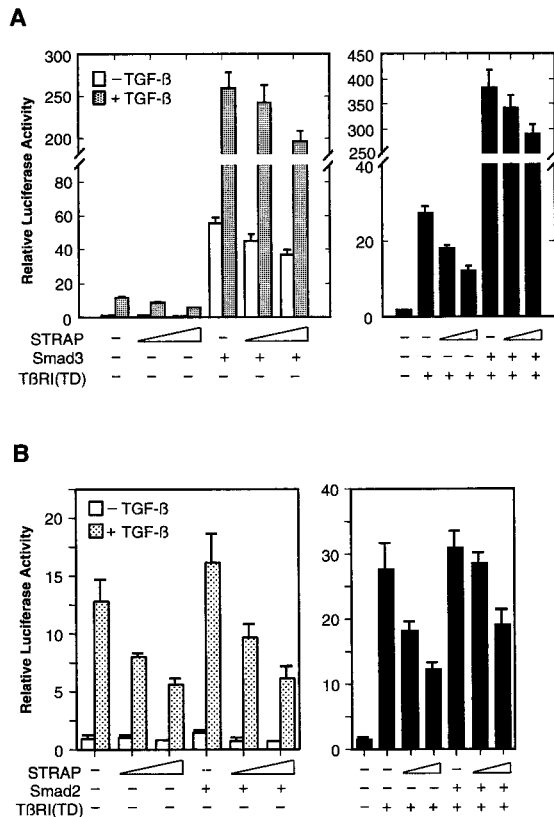 A
Relative Luciferase Activity
300
250
200
80
60
40
20
0
– TGF-ß
+ TGF-ß
450
400
350
300
250
40
20
0
STRAP – –
Smad3 – – – + + +
TßRI(TD) – – – – – –
– –  –
– – – – + + +
– + + + + + +
B
Relative Luciferase Activity
20
15
10
5
0
– TGF-ß
+ TGF-ß
40
30
20
10
0
STRAP – –
Smad2 – – – + + +
TßRI(TD) – – – – – –
– – –
– – – – + + +
– + + + + + +